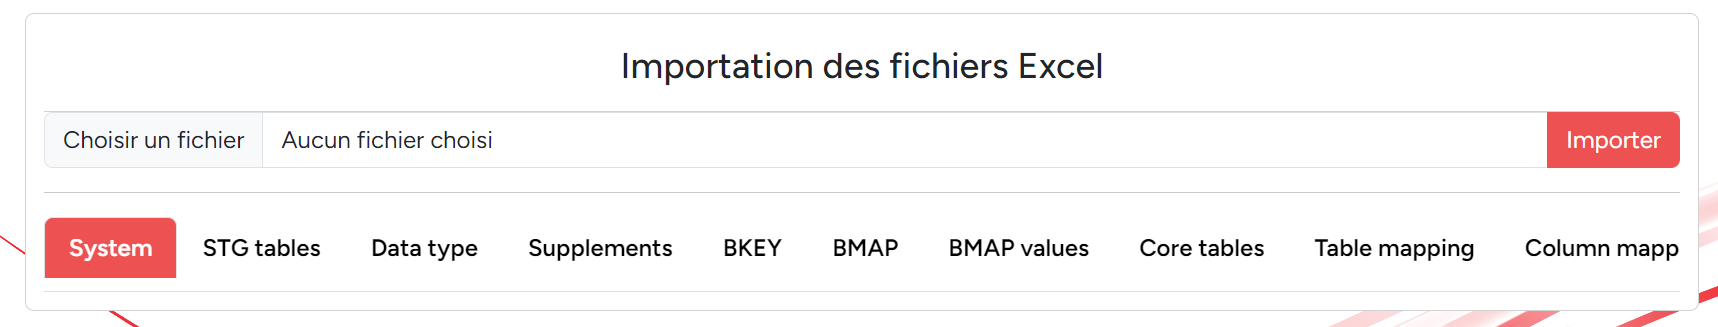 Importation des fichiers Excel
Choisir un fichier Aucun fichier choisi Importer
System STG tables Data type Supplements BKEY BMAP BMAP values Core tables Table mapping Column mapp